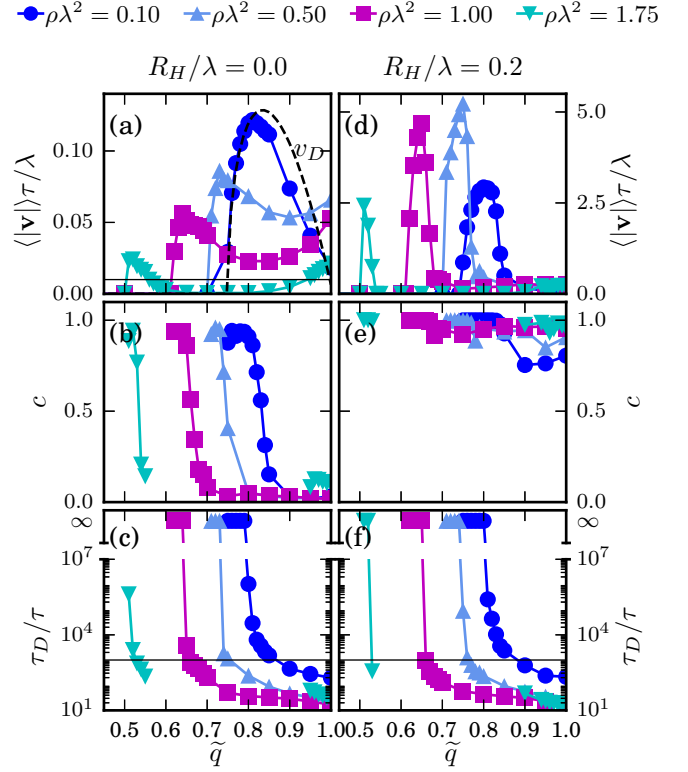 ρλ² = 0.10 ρλ² = 0.50 ρλ² = 1.00 ρλ² = 1.75
R_H/λ = 0.0 R_H/λ = 0.2
(a) v_D (d)
⟨|v|⟩τ/λ
0.10
0.05
0.00
⟨|v|⟩τ/λ
5.0
2.5
0.0
(b) (e)
c
1.0
0.5
0.0
c
1.0
0.5
0.0
(c) (f)
τ_D/τ
∞
10⁷
10⁴
10¹
τ_D/τ
∞
10⁷
10⁴
10¹
0.5 0.6 0.7 0.8 0.9 1.0 0.5 0.6 0.7 0.8 0.9 1.0
q̃ q̃